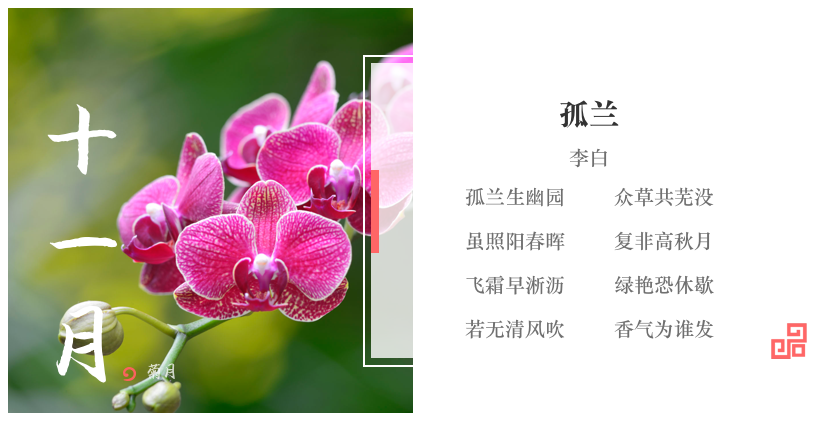 十一月
菊月
孤兰
李白
孤兰生幽园 众草共芜没
虽照阳春晖 复非高秋月
飞霜早淅沥 绿艳恐休歇
若无清风吹 香气为谁发